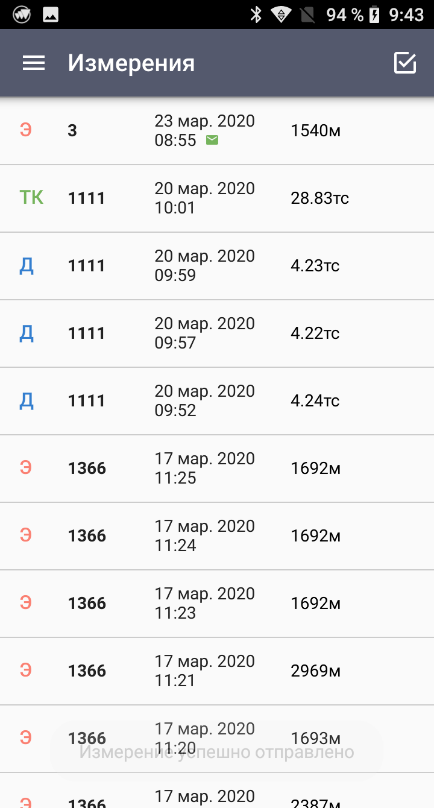 94 % 9:43
Измерения
Э 3 23 мар. 2020 1540м
08:55
ТК 1111 20 мар. 2020 28.83тс
10:01
Д 1111 20 мар. 2020 4.23тс
09:59
Д 1111 20 мар. 2020 4.22тс
09:57
Д 1111 20 мар. 2020 4.24тс
09:52
Э 1366 17 мар. 2020 1692м
11:25
Э 1366 17 мар. 2020 1692м
11:24
Э 1366 17 мар. 2020 1692м
11:23
Э 1366 17 мар. 2020 2969м
11:21
Э 1366 17 мар. 2020 1693м
11:20
Измерение успешно отправлено
Э 1366 17 мар. 2020 2387м